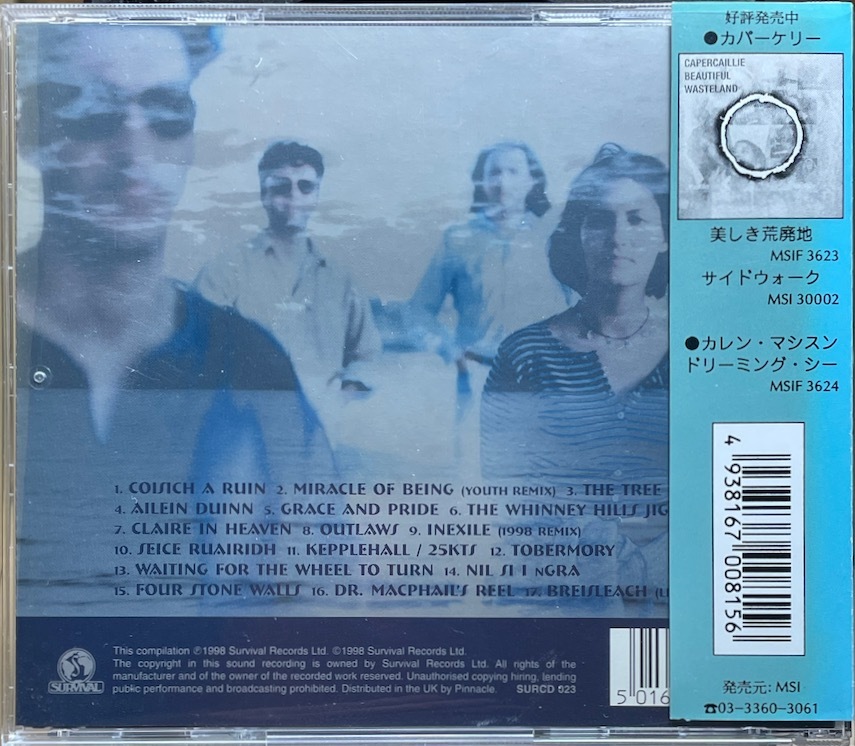 1. COISICH A RUIN 2. MIRACLE OF BEING (YOUTH REMIX) 3. THE TREE
4. AILEIN DUINN 5. GRACE AND PRIDE 6. THE WHINNEY HILLS JIG
7. CLAIRE IN HEAVEN 8. OUTLAWS 9. INEXILE (1998 REMIX)
10. SEICE RUAIRIDH 11. KEPPLEHALL / 25KTS 12. TOBERMORY
13. WAITING FOR THE WHEEL TO TURN 14. NIL SI I nGRA
15. FOUR STONE WALLS 16. DR. MACPHAIL'S REEL 17. BREISLEACH
SURVIVAL
This compilation ℗1998 Survival Records Ltd. ©1998 Survival Records Ltd.
The copyright in this sound recording is owned by Survival Records Ltd. All rights of the
manufacturer and of the owner of the recorded work reserved. Unauthorised copying hiring, lending
public performance and broadcasting prohibited. Distributed in the UK by Pinnacle. SURCD 023
5 016
好評発売中
●カパーケリー
CAPERCAILLIE
BEAUTIFUL
WASTELAND
美しき荒廃地
MSIF 3623
サイドウォーク
MSI 30002
●カレン・マシスン
ドリーミング・シー
MSIF 3624
4 938167 008156
発売元: MSI
☎03-3360-3061